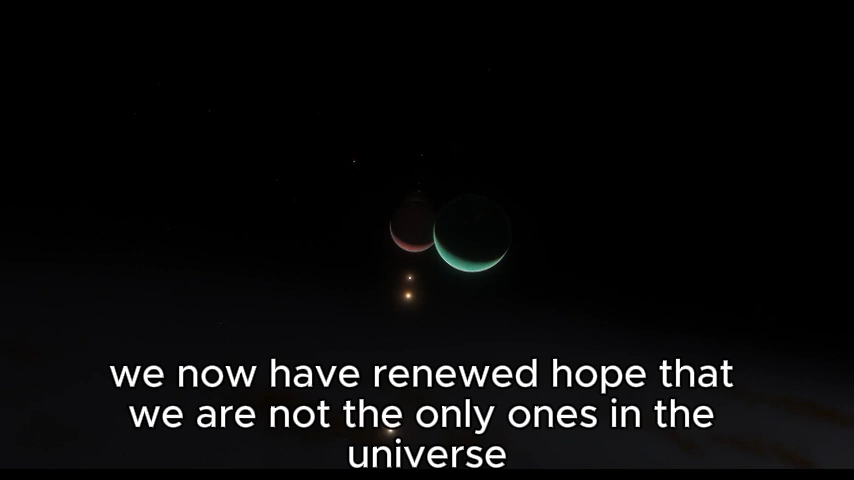 we now have renewed hope that
we are not the only ones in the
universe